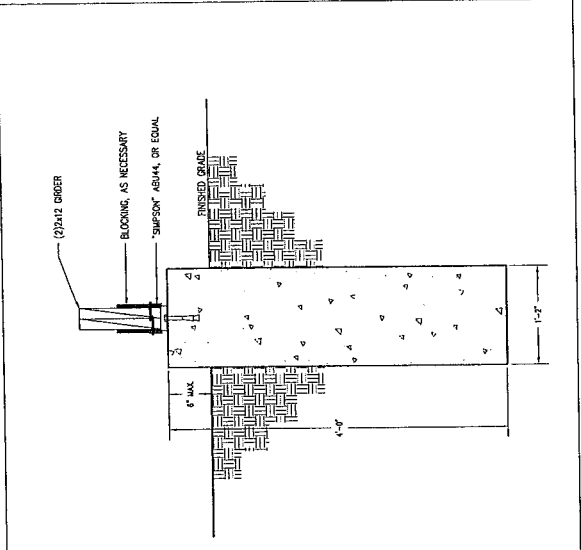 (2)2x12 GIRDER
BLOCKING, AS NECESSARY
"SIMPSON" ABU44, OR EQUAL
FINISHED GRADE
6" MAX.
4'-0"
1'-2"